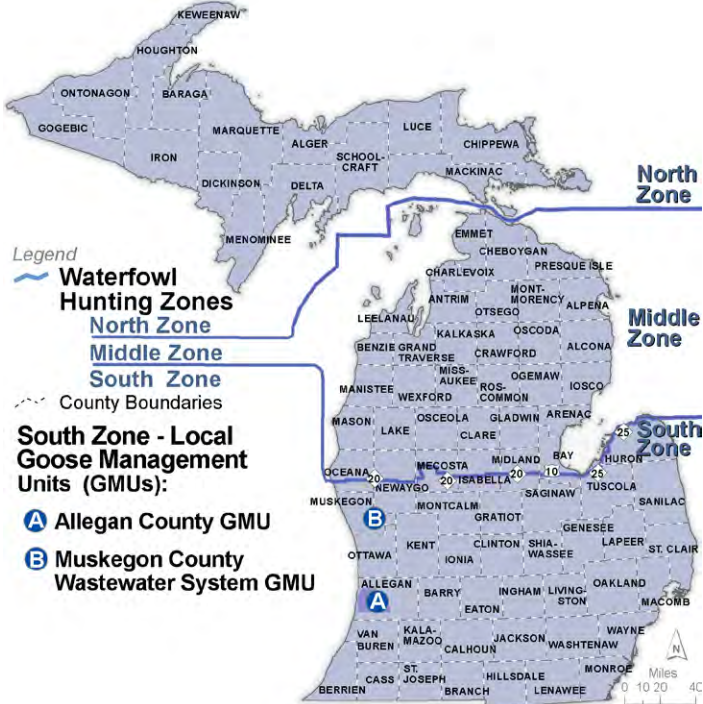 KEWEENAW
HOUGHTON
ONTONAGON
BARAGA
GOGEBIC
MARQUETTE
LUCE
ALGER
CHIPPEWA
IRON
SCHOOL-
CRAFT
MACKINAC
DICKINSON
DELTA
MENOMINEE
North
Zone
Legend
Waterfowl
Hunting Zones
North Zone
Middle Zone
South Zone
County Boundaries
South Zone - Local
Goose Management
Units (GMUs):
A Allegan County GMU
B Muskegon County
Wastewater System GMU
EMMET
CHEBOYGAN
PRESQUE ISLE
CHARLEVOIX
ANTRIM
OTSEGO
MONT-
MORENCY
ALPENA
LEELANAU
KALKASKA
CRAWFORD
OSCODA
ALCONA
BENZIE
GRAND
TRAVERSE
Middle
Zone
MANISTEE
WEXFORD
MISS-
AUKEE
ROS-
COMMON
OGEMAW
IOSCO
MASON
LAKE
OSCEOLA
CLARE
GLADWIN
ARENAC
OCEANA
NEWAYGO
MECOSTA
ISABELLA
MIDLAND
BAY
HURON
20
20
20
10
25
25
South
Zone
MUSKEGON
MONTCALM
GRATIOT
SAGINAW
TUSCOLA
SANILAC
B
OTTAWA
KENT
IONIA
CLINTON
SHIA-
WASSEE
GENESEE
LAPEER
ST. CLAIR
ALLEGAN
A
BARRY
EATON
INGHAM
LIVING-
STON
OAKLAND
MACOMB
VAN
BUREN
KALA-
MAZOO
CALHOUN
JACKSON
WASHTENAW
WAYNE
BERRIEN
CASS
ST.
JOSEPH
BRANCH
HILLSDALE
LENAWEE
MONROE
N
Miles
0 10 20 40